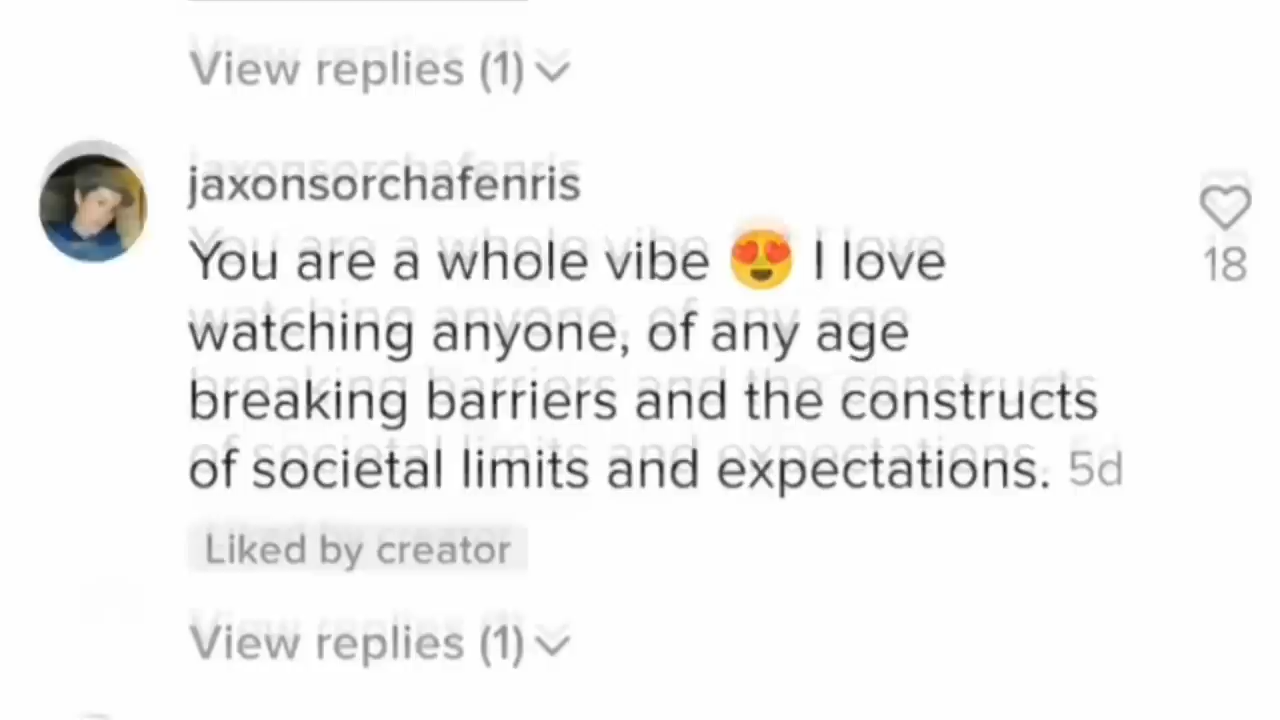 View replies (1)
jaxonsorchafenris
You are a whole vibe 😍 I love
watching anyone, of any age
breaking barriers and the constructs
of societal limits and expectations. 5d
18
Liked by creator
View replies (1)